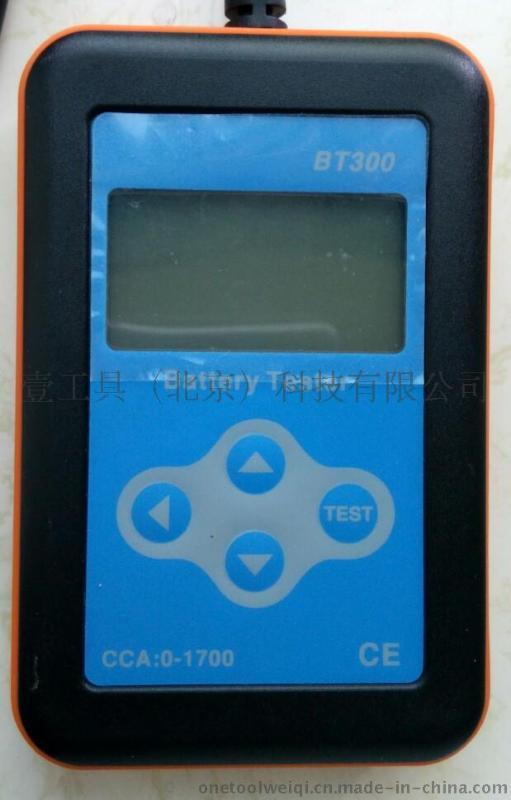 BT300
Battery Tester
壹工具（北京）科技有限公司
TEST
CCA:0-1700 CE
onetoolweiqi.cn.made-in-china.com